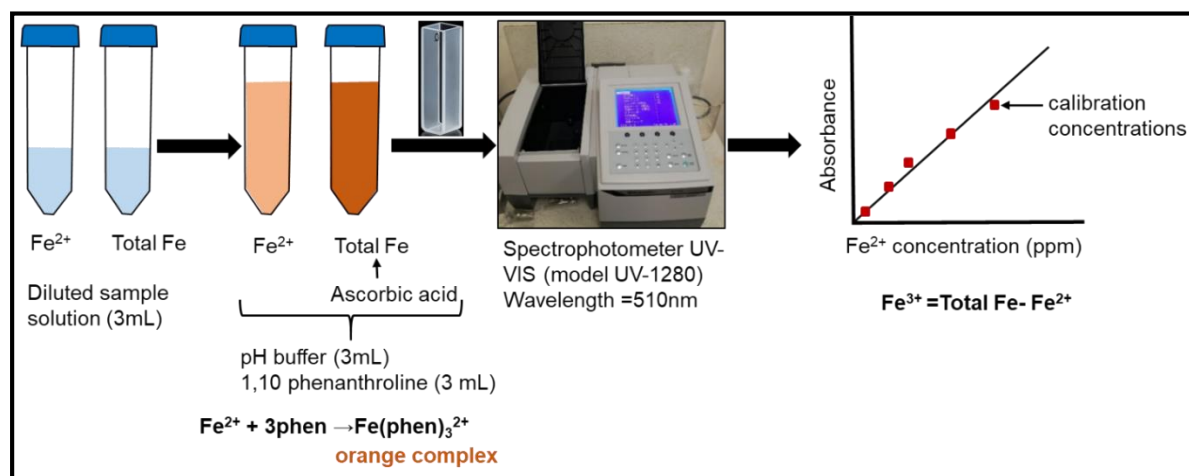 Fe²⁺
Total Fe
Diluted sample
solution (3mL)
Fe²⁺
Total Fe
Ascorbic acid
pH buffer (3mL)
1,10 phenanthroline (3 mL)
Fe²⁺ + 3phen →Fe(phen)₃²⁺
orange complex
Spectrophotometer UV-
VIS (model UV-1280)
Wavelength =510nm
Absorbance
calibration
concentrations
Fe²⁺ concentration (ppm)
Fe³⁺ =Total Fe- Fe²⁺